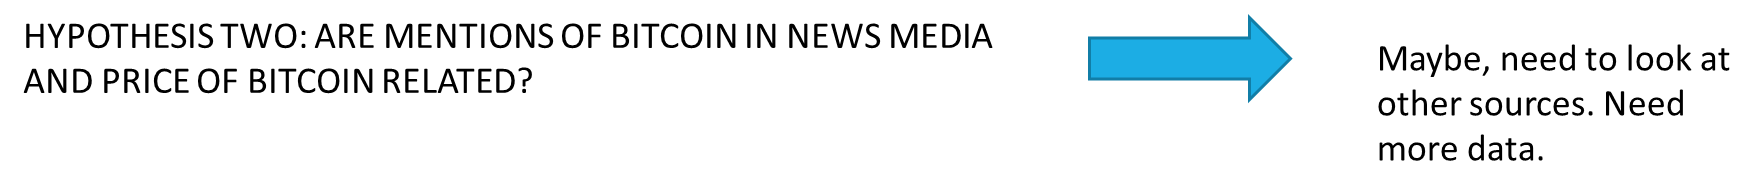 HYPOTHESIS TWO: ARE MENTIONS OF BITCOIN IN NEWS MEDIA
AND PRICE OF BITCOIN RELATED?
Maybe, need to look at
other sources. Need
more data.